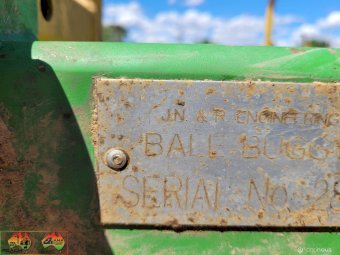 J.N. & R. ENGINEERING
BALE BUGG
SERIAL No. 28